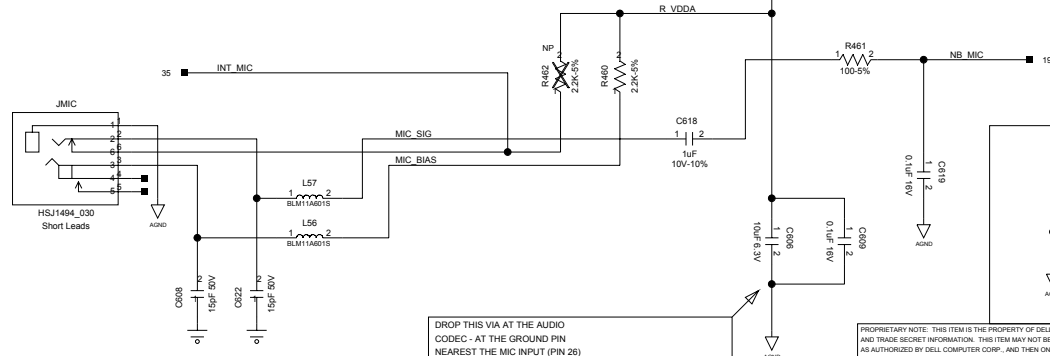 R_VDDA
NP
2
1
R462
2.2K-5%
2
1
R460
2.2K-5%
R461
1 2
100-5%
NB_MIC
19
35
INT_MIC
JMIC
1 1
2 2
6 6
3 3
4 4
5 5
HSJ1494_030
Short Leads
AGND
MIC_SIG
MIC_BIAS
C618
1 2
1uF
10V-10%
L57
1 2
BLM11A601S
L56
1 2
BLM11A601S
C619
1
2
0.1uF 16V
AGND
C606
1
2
10uF 6.3V
C609
1
2
0.1uF 16V
C608
2
1
15pF 50V
C622
2
1
15pF 50V
DROP THIS VIA AT THE AUDIO
CODEC - AT THE GROUND PIN
NEAREST THE MIC INPUT (PIN 26)
PROPRIETARY NOTE: THIS ITEM IS THE PROPERTY OF DELL
AND TRADE SECRET INFORMATION. THIS ITEM MAY NOT BE
AS AUTHORIZED BY DELL COMPUTER CORP., AND THEN ON